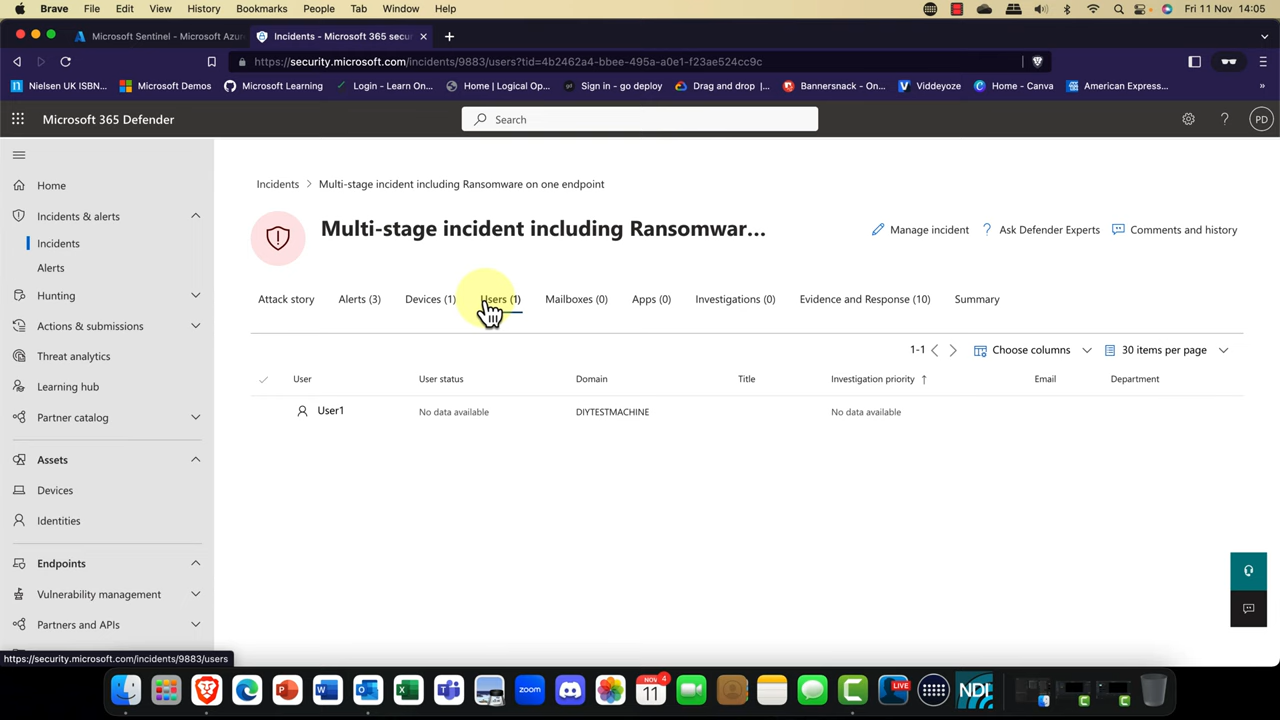 Brave File Edit View History Bookmarks People Tab Window Help Fri 11 Nov 14:05
Microsoft Sentinel - Microsoft Azur Incidents - Microsoft 365 secur
https://security.microsoft.com/incidents/9883/users?tid=4b2462a4-bbee-495a-a0e1-f23ae524cc9c
Nielsen UK ISBN... Microsoft Demos Microsoft Learning Login - Learn On... Home | Logical Op... Sign in - go deploy Drag and drop |... Bannersnack - On... Viddeyoze Home - Canva American Express...
Microsoft 365 Defender Search PD
Home
Incidents & alerts
Incidents
Alerts
Hunting
Actions & submissions
Threat analytics
Learning hub
Partner catalog
Assets
Devices
Identities
Endpoints
Vulnerability management
Partners and APIs
Incidents > Multi-stage incident including Ransomware on one endpoint
Multi-stage incident including Ransomwar...
Manage incident Ask Defender Experts Comments and history
Attack story Alerts (3) Devices (1) Users (1) Mailboxes (0) Apps (0) Investigations (0) Evidence and Response (10) Summary
1-1 Choose columns 30 items per page
User User status Domain Title Investigation priority Email Department
User1 No data available DIYTESTMACHINE No data available
https://security.microsoft.com/incidents/9883/users
NOV 4
11 zoom LIVE NDI